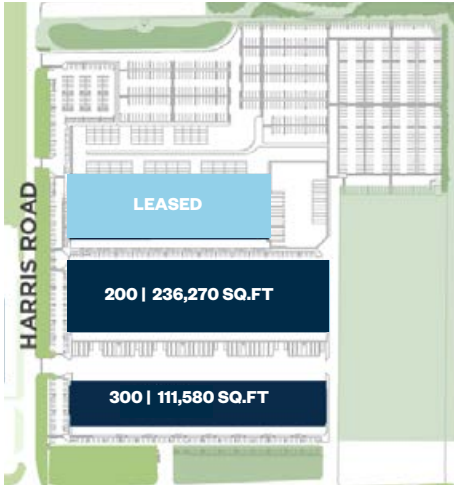 LEASED
HARRIS ROAD
200 | 236,270 SQ.FT
300 | 111,580 SQ.FT